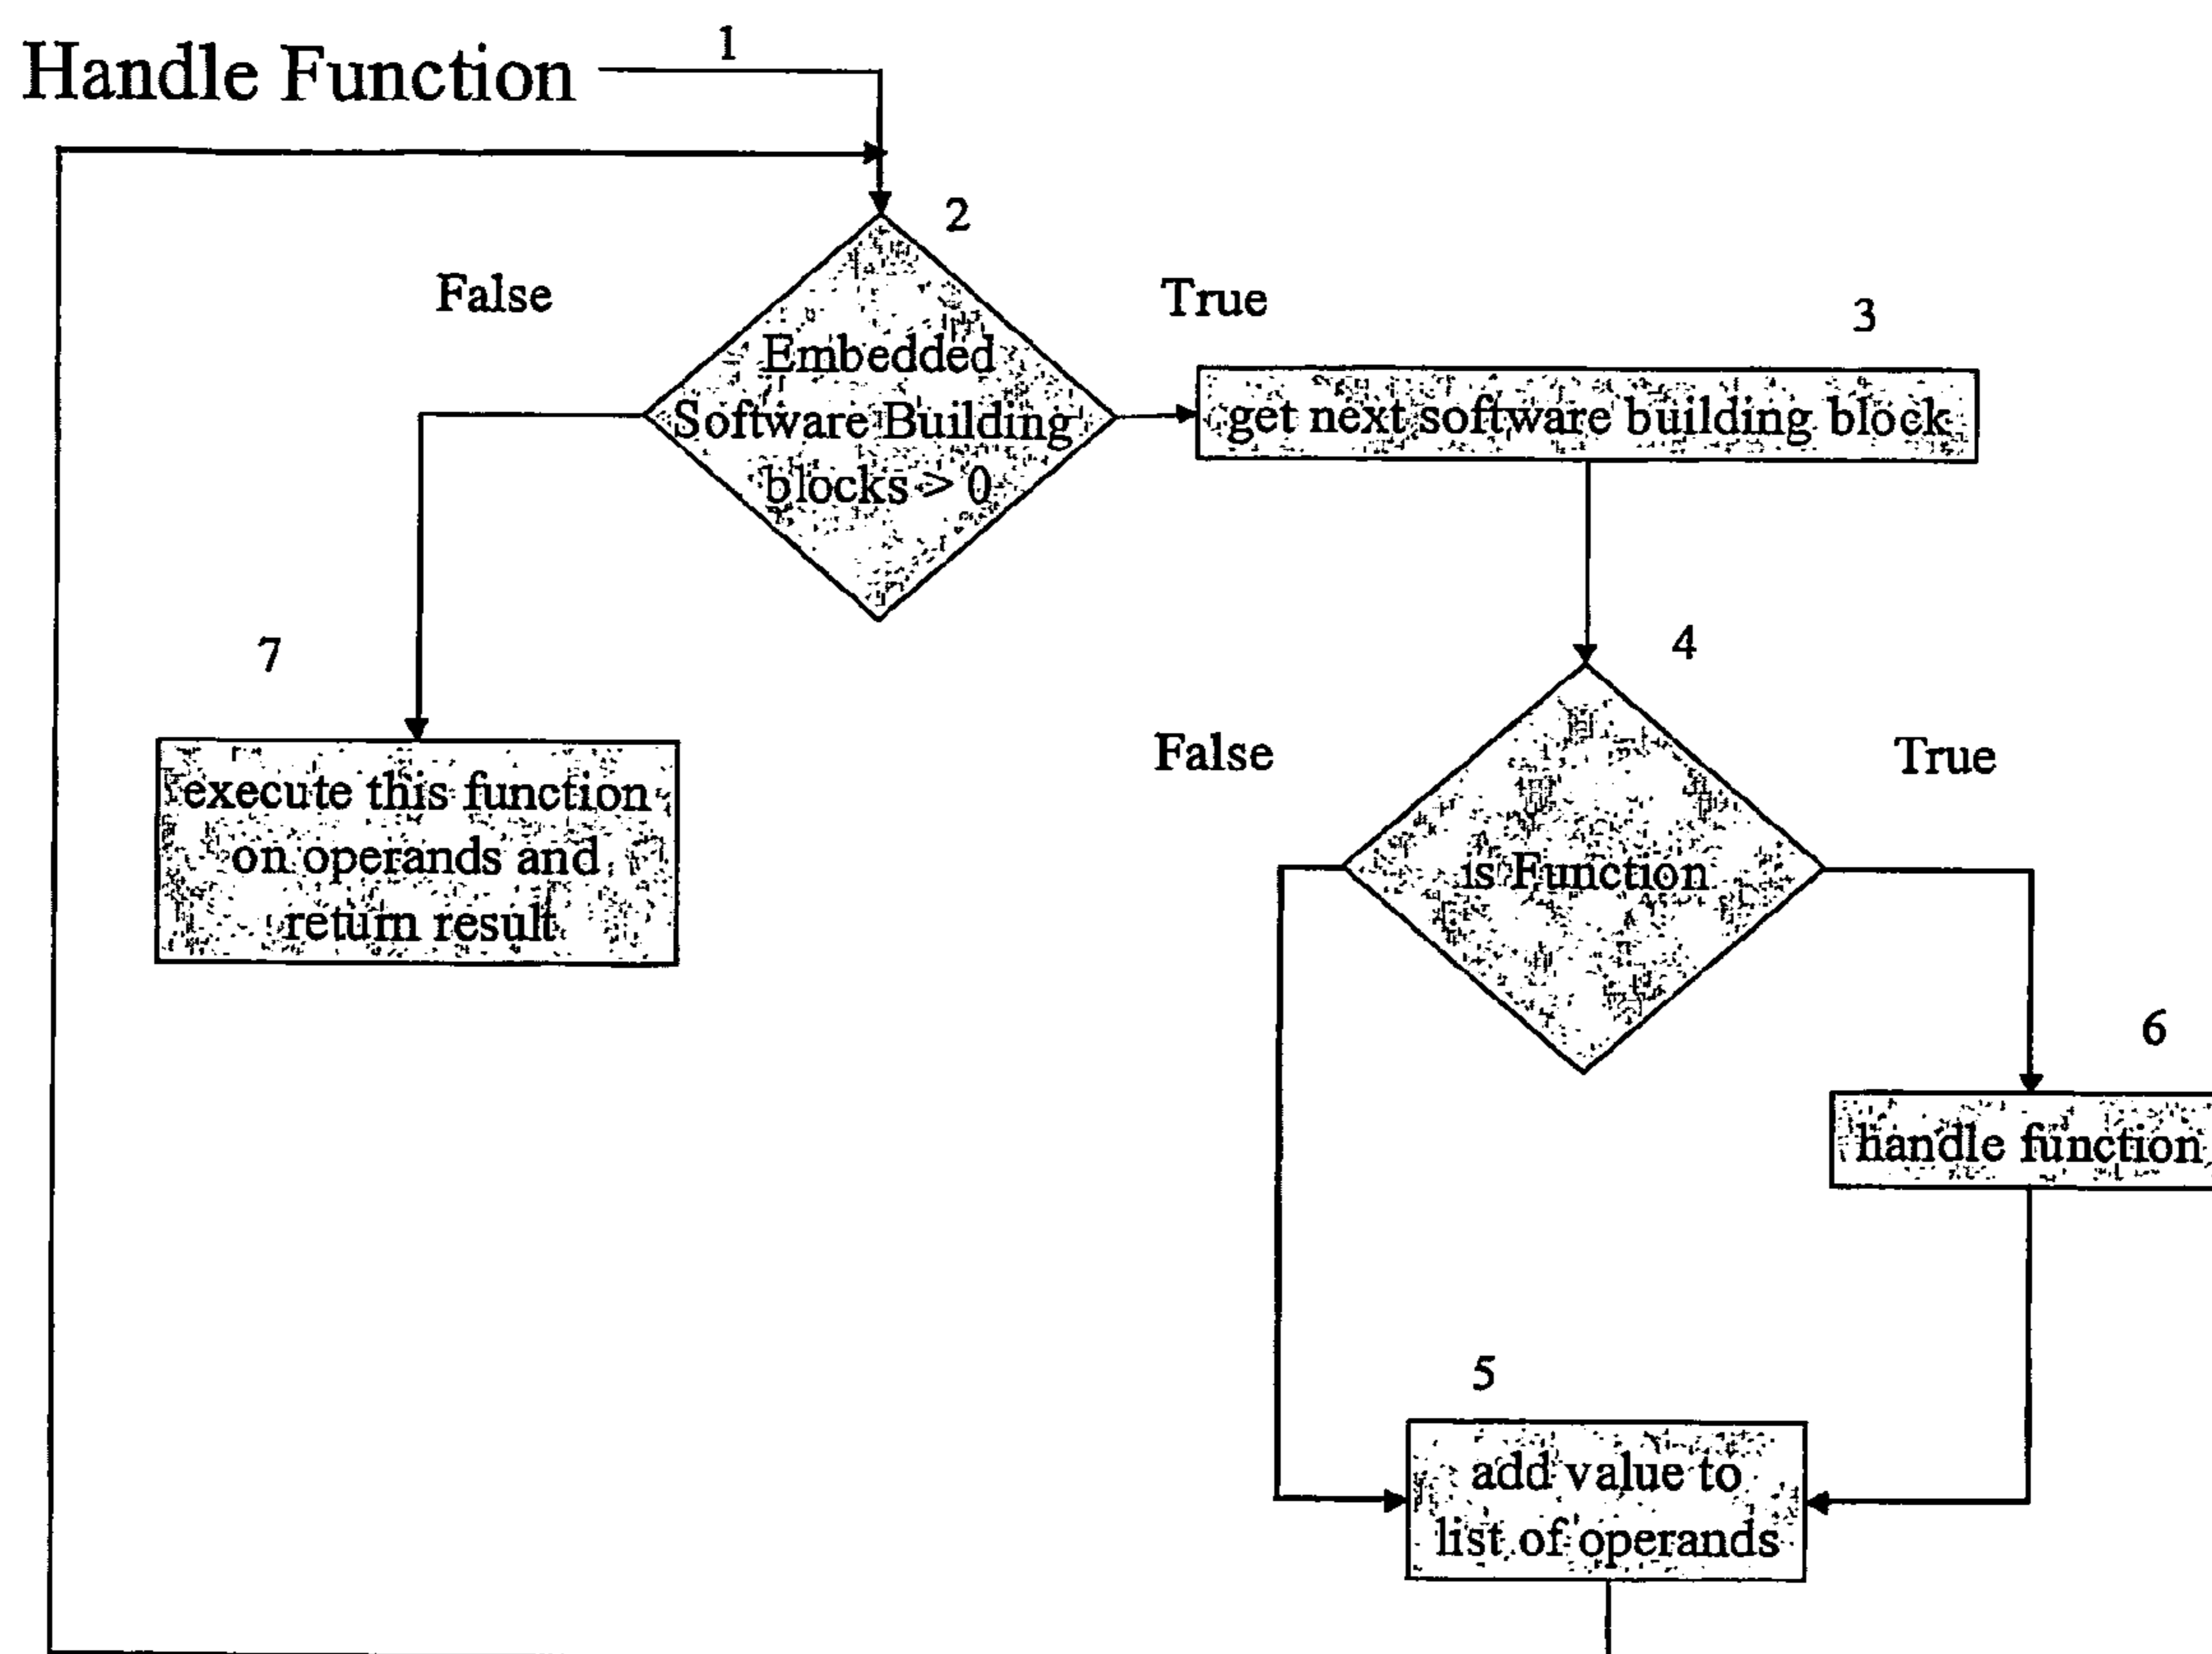 Handle Function
1
2
False
True
Embedded
Software Building
blocks > 0
3
get next software building block
7
execute this function
on operands and
return result
4
False
True
is Function
6
handle function
5
add value to
list of operands